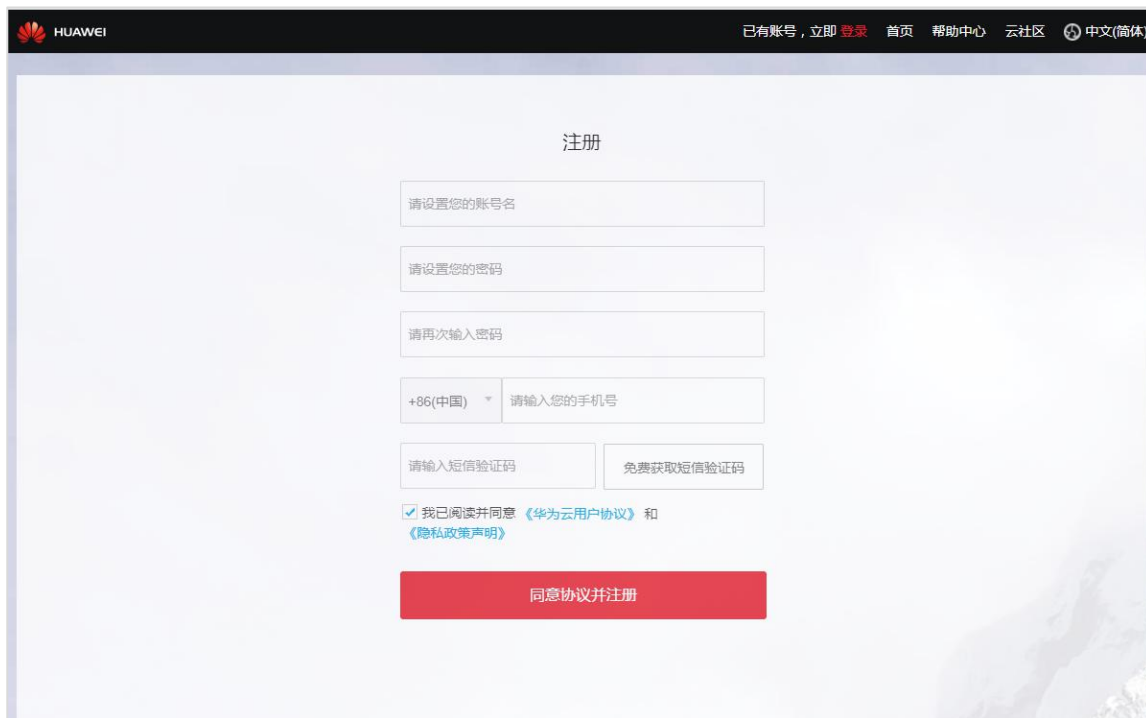 HUAWEI 已有账号，立即 登录 首页 帮助中心 云社区 中文(简体)
注册
请设置您的账号名
请设置您的密码
请再次输入密码
+86(中国) 请输入您的手机号
请输入短信验证码 免费获取短信验证码
我已阅读并同意 《华为云用户协议》 和
《隐私政策声明》
同意协议并注册